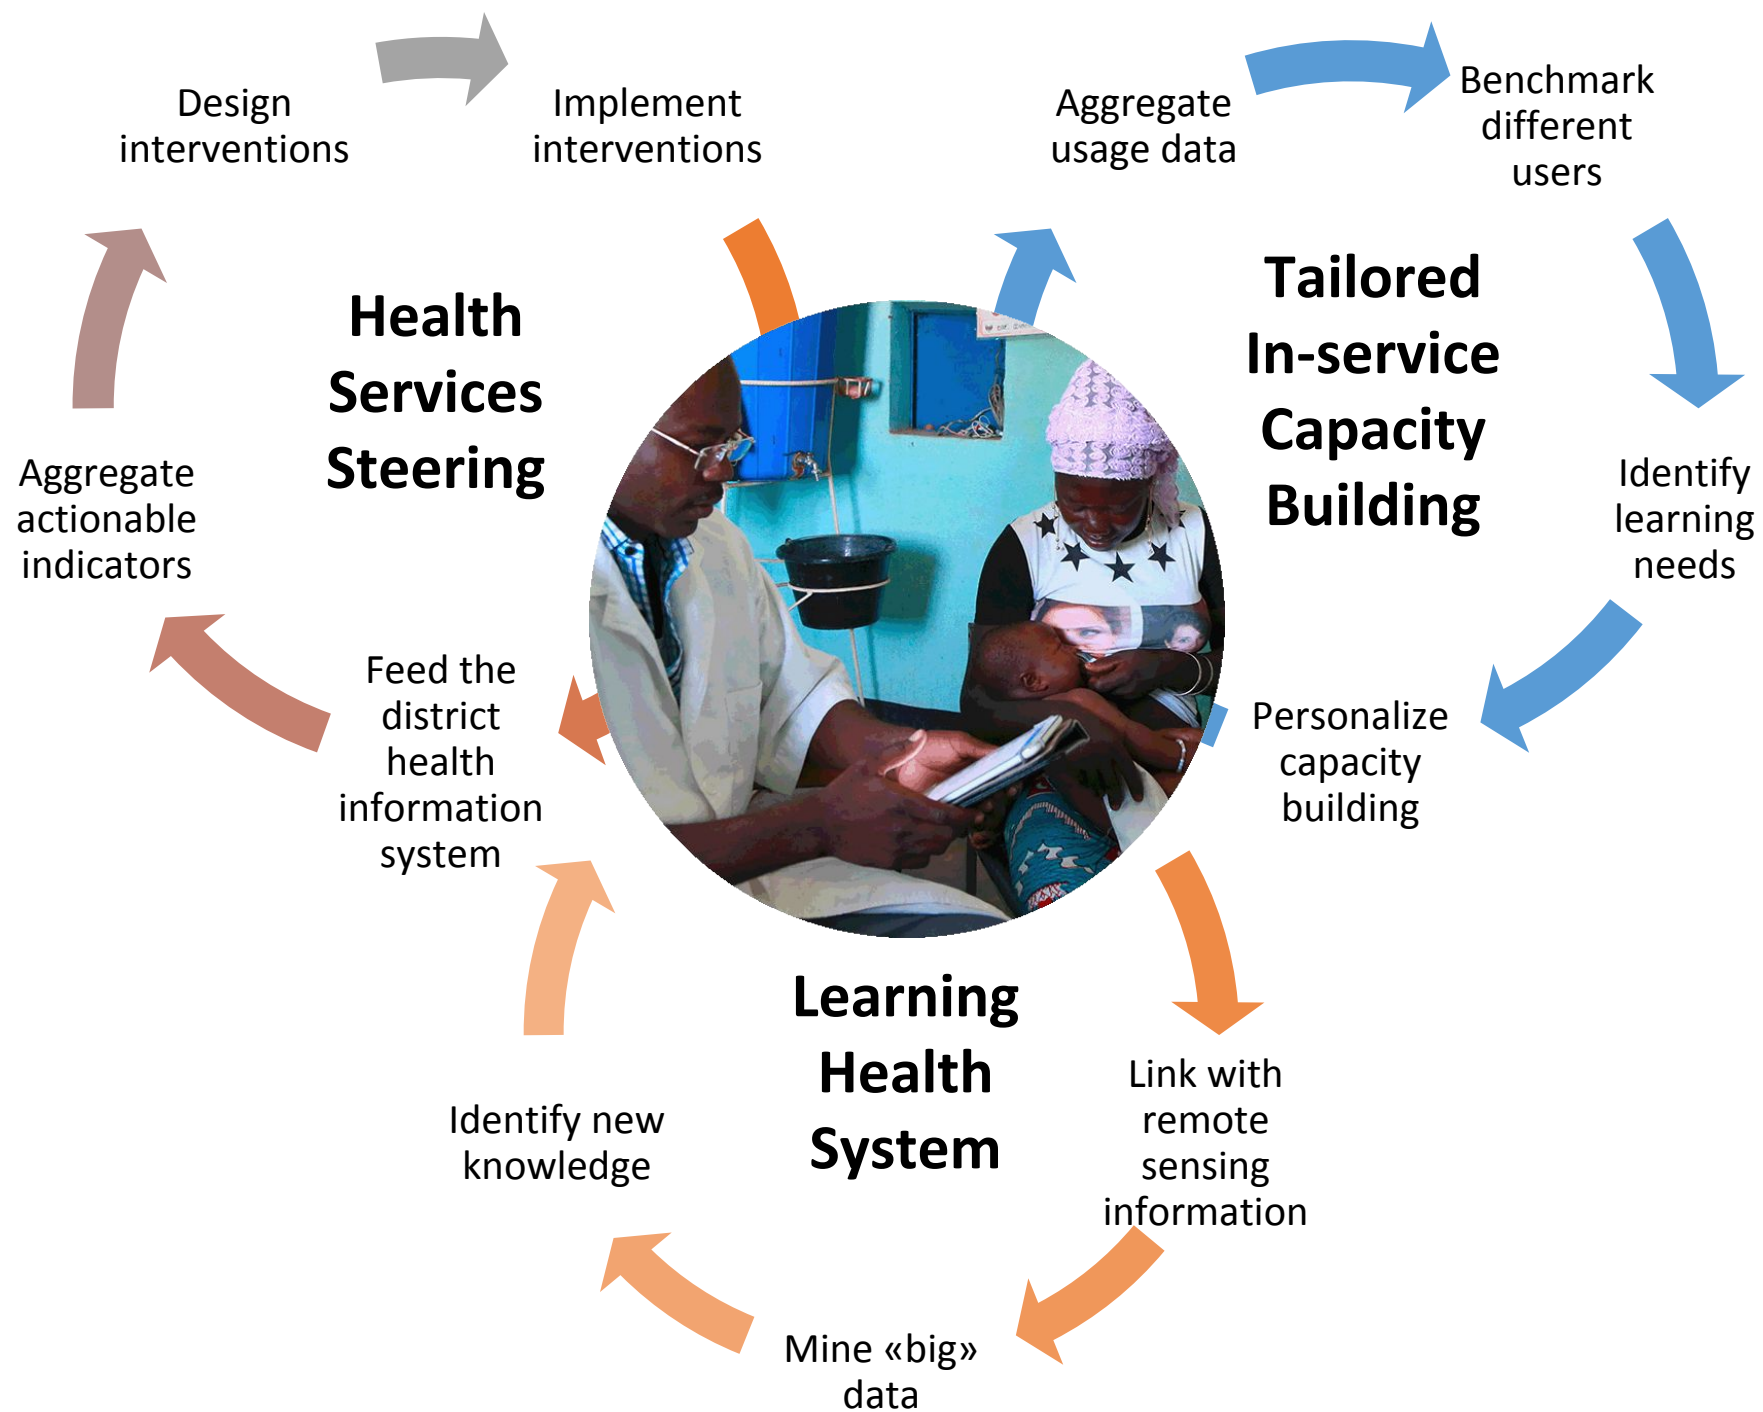 Design
interventions
Implement
interventions
Aggregate
usage data
Benchmark
different
users
Health
Services
Steering
Tailored
In-service
Capacity
Building
Aggregate
actionable
indicators
Identify
learning
needs
Feed the
district
health
information
system
Personalize
capacity
building
Learning
Health
System
Identify new
knowledge
Link with
remote
sensing
information
Mine «big»
data